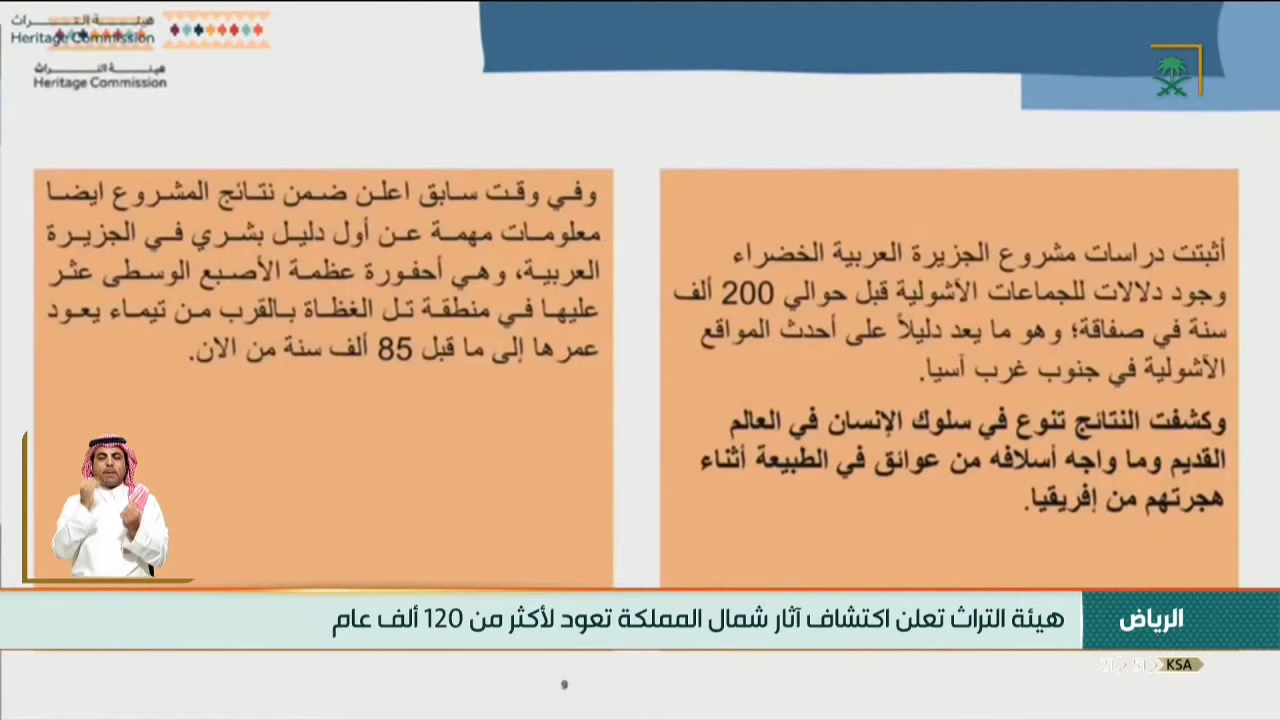 هيئة التراث
Heritage Commission
هيئة التراث
Heritage Commission
أثبتت دراسات مشروع الجزيرة العربية الخضراء
وجود دلالات للجماعات الآشولية قبل حوالي 200 ألف
سنة في صفاقة؛ وهو ما يعد دليلاً على أحدث المواقع
الآشولية في جنوب غرب آسيا.
وكشفت النتائج تنوع في سلوك الإنسان في العالم
القديم وما واجه أسلافه من عوائق في الطبيعة أثناء
هجرتهم من إفريقيا.
وفي وقت سابق اعلن ضمن نتائج المشروع ايضا
معلومات مهمة عن أول دليل بشري في الجزيرة
العربية، وهي أحفورة عظمة الأصبع الوسطى عثر
عليها في منطقة تل الغظاة بالقرب من تيماء يعود
عمرها إلى ما قبل 85 ألف سنة من الان.
الرياض
هيئة التراث تعلن اكتشاف آثار شمال المملكة تعود لأكثر من 120 ألف عام
KSA
9